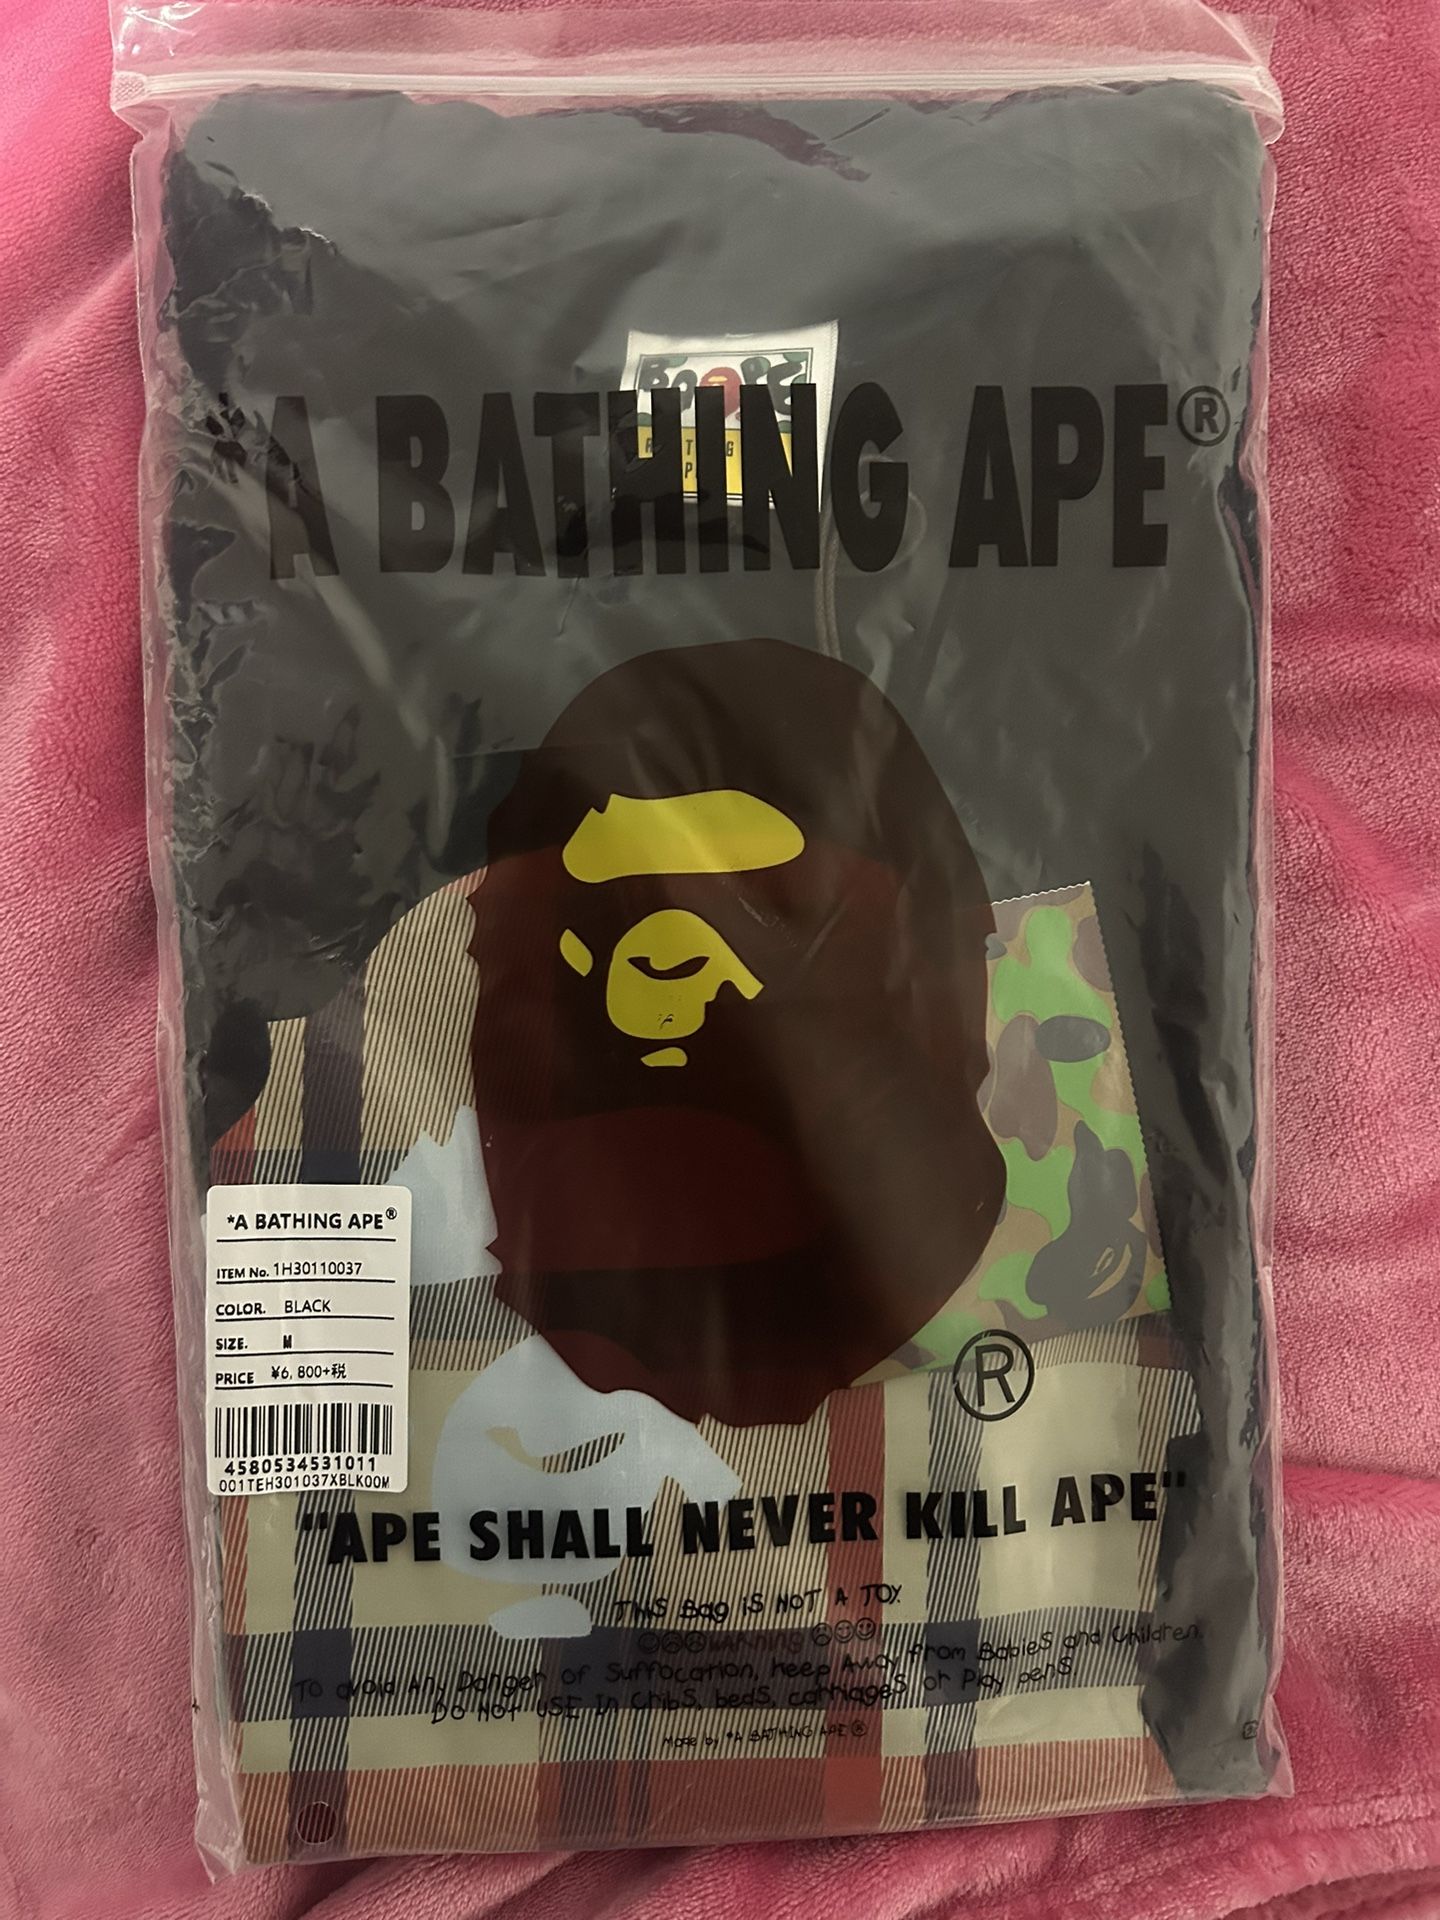 "A BATHING APE®
BAPE
*A BATHING APE®
ITEM No. 1H30110037
COLOR. BLACK
SIZE. M
PRICE ¥6,800+税
4580534531011
001TEH301037XBLK00M
®
"APE SHALL NEVER KILL APE"
THIS Bag iS NOT A TOY.
WARNING
To avoid Any Danger of Suffocation, keep Away from Babies and Children.
DO NOT USE In CribS, bedS, carriageS or Play penS.
Made by *A BATHING APE®